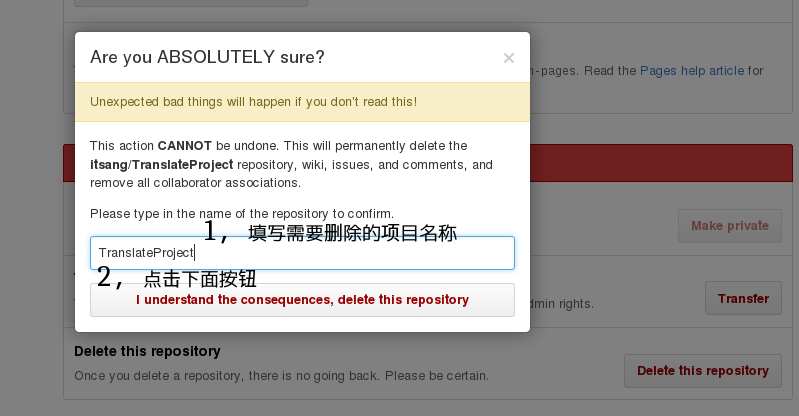 Are you ABSOLUTELY sure?
×
n-pages. Read the Pages help article for
Unexpected bad things will happen if you don't read this!
This action CANNOT be undone. This will permanently delete the
itsang/TranslateProject repository, wiki, issues, and comments, and
remove all collaborator associations.
Please type in the name of the repository to confirm.
1, 填写需要删除的项目名称
Make private
TranslateProject
2, 点击下面按钮
I understand the consequences, delete this repository
dmin rights.
Transfer
Delete this repository
Once you delete a repository, there is no going back. Please be certain.
Delete this repository